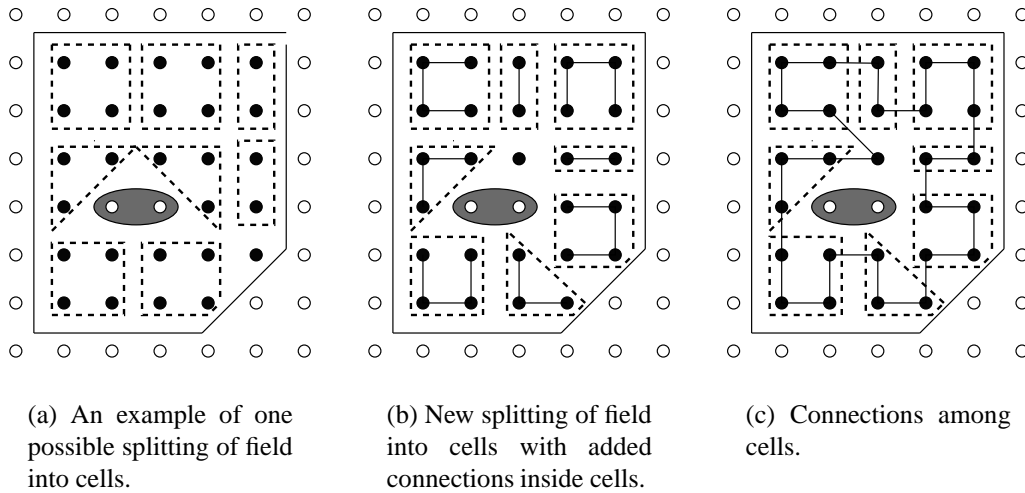 (a) An example of one
possible splitting of field
into cells.
(b) New splitting of field
into cells with added
connections inside cells.
(c) Connections among
cells.